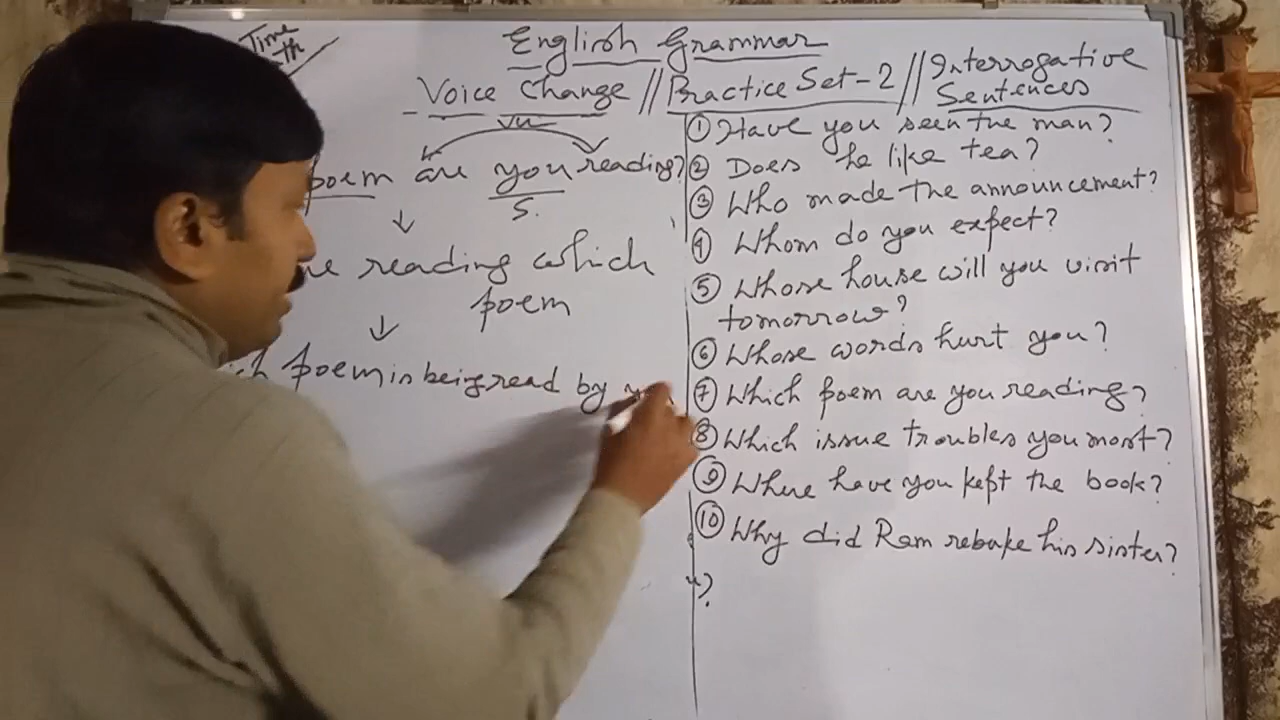 Time
th
English Grammar
Voice Change // Practice Set-2 // Interrogative Sentences
poem are you reading?
S.
reading which
poem
poem is being read by
① Have you seen the man?
② Does he like tea?
③ Who made the announcement?
④ Whom do you expect?
⑤ Whose house will you visit
tomorrow?
⑥ Whose words hurt you?
⑦ Which poem are you reading?
⑧ Which issue troubles you most?
⑨ Where have you kept the book?
⑩ Why did Ram rebuke his sister?
?